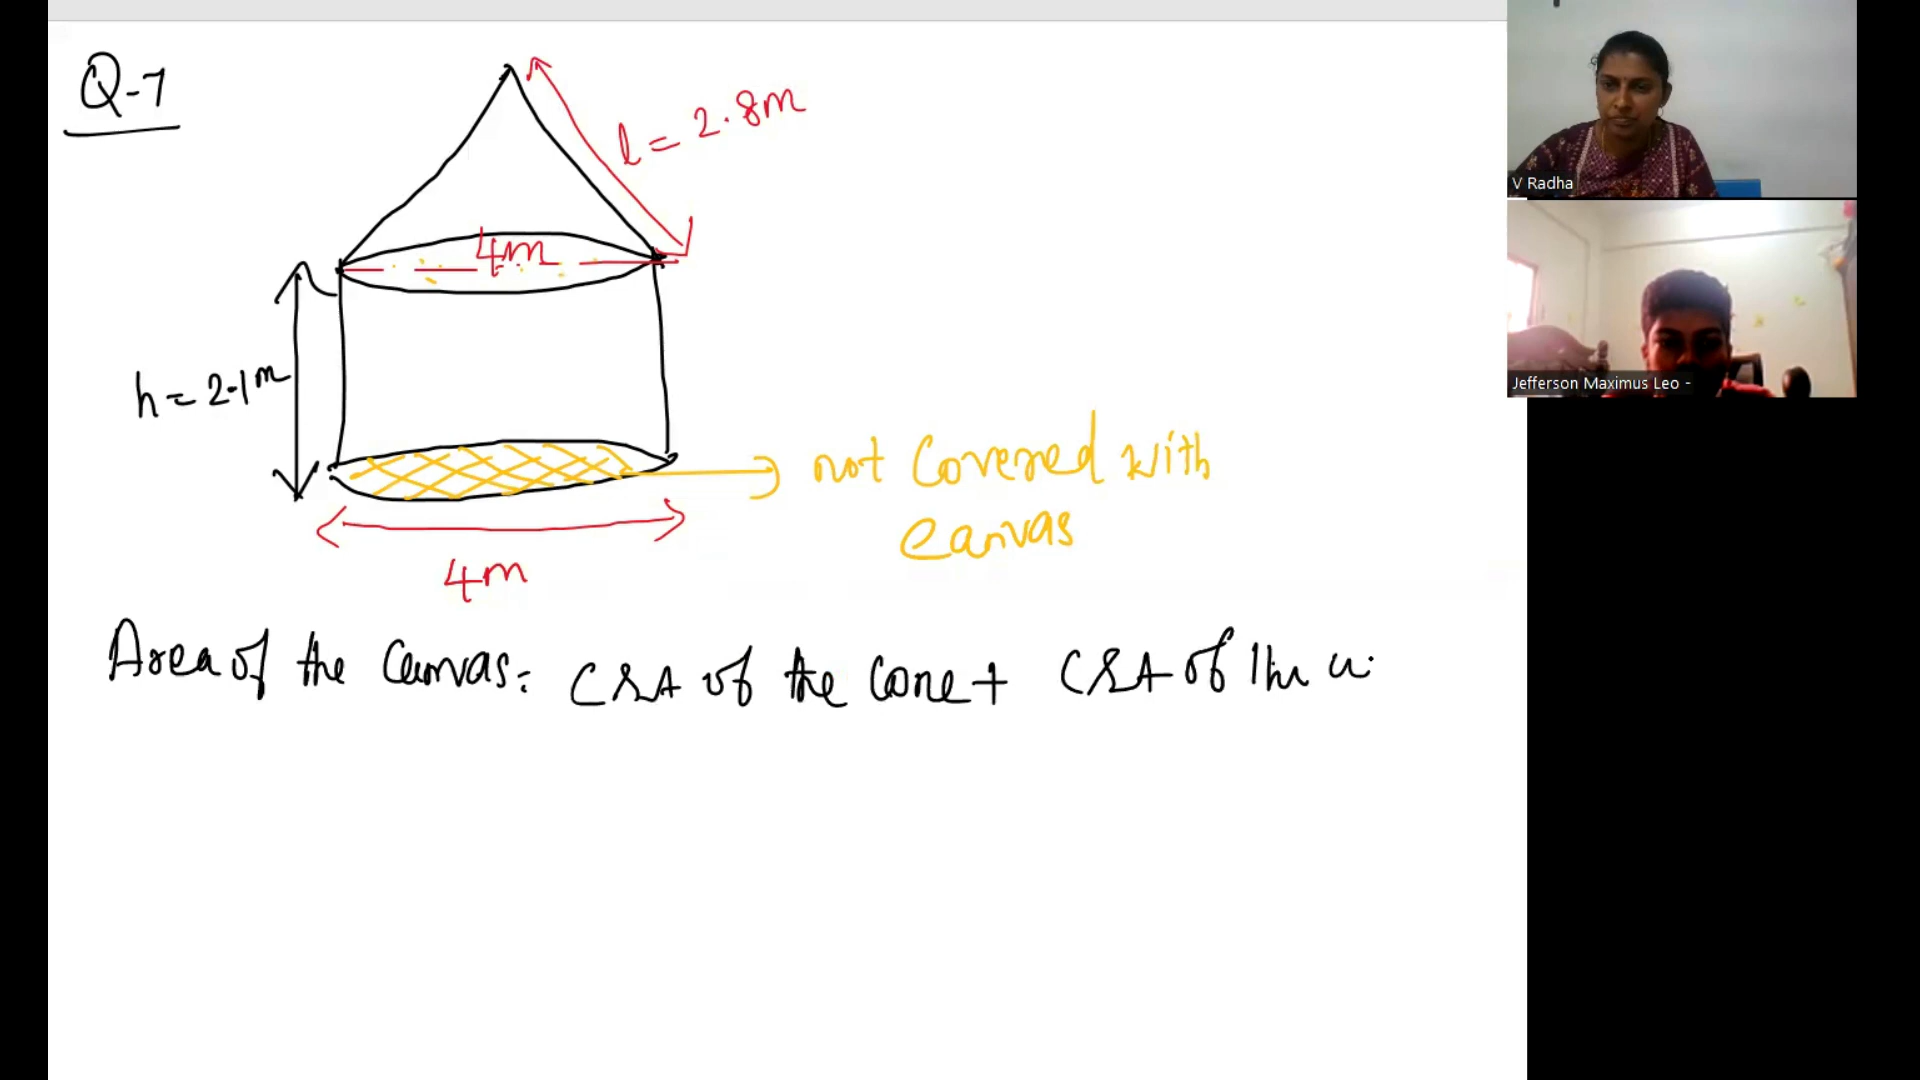 Q-7
l = 2.8m
4m
h = 2.1m
not Covered with
canvas
4m
Area of the Canvas = CSA of the Cone + CSA of the
V Radha
Jefferson Maximus Leo -